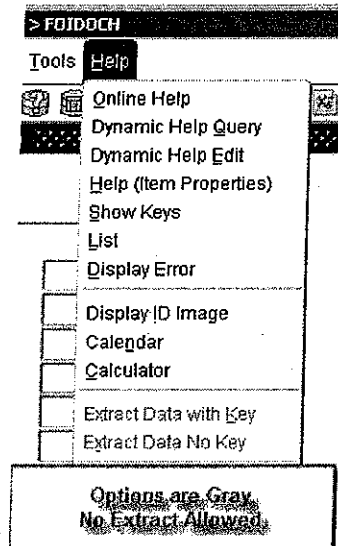 > FOIDOCH
Tools Help
Online Help
Dynamic Help Query
Dynamic Help Edit
Help (Item Properties)
Show Keys
List
Display Error
Display ID Image
Calendar
Calculator
Extract Data with Key
Extract Data No Key
Options are Gray
No Extract Allowed.